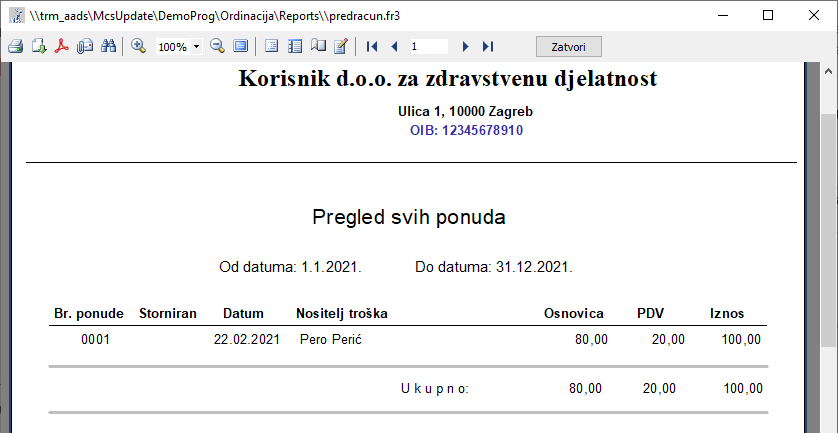 \\trm_aads\McsUpdate\DemoProg\Ordinacija\Reports\\predracun.fr3
100% 1 Zatvori
Korisnik d.o.o. za zdravstvenu djelatnost
Ulica 1, 10000 Zagreb
OIB: 12345678910
Pregled svih ponuda
Od datuma: 1.1.2021. Do datuma: 31.12.2021.
Br. ponude Storniran Datum Nositelj troška Osnovica PDV Iznos
0001 22.02.2021 Pero Perić 80,00 20,00 100,00
U k u p n o: 80,00 20,00 100,00